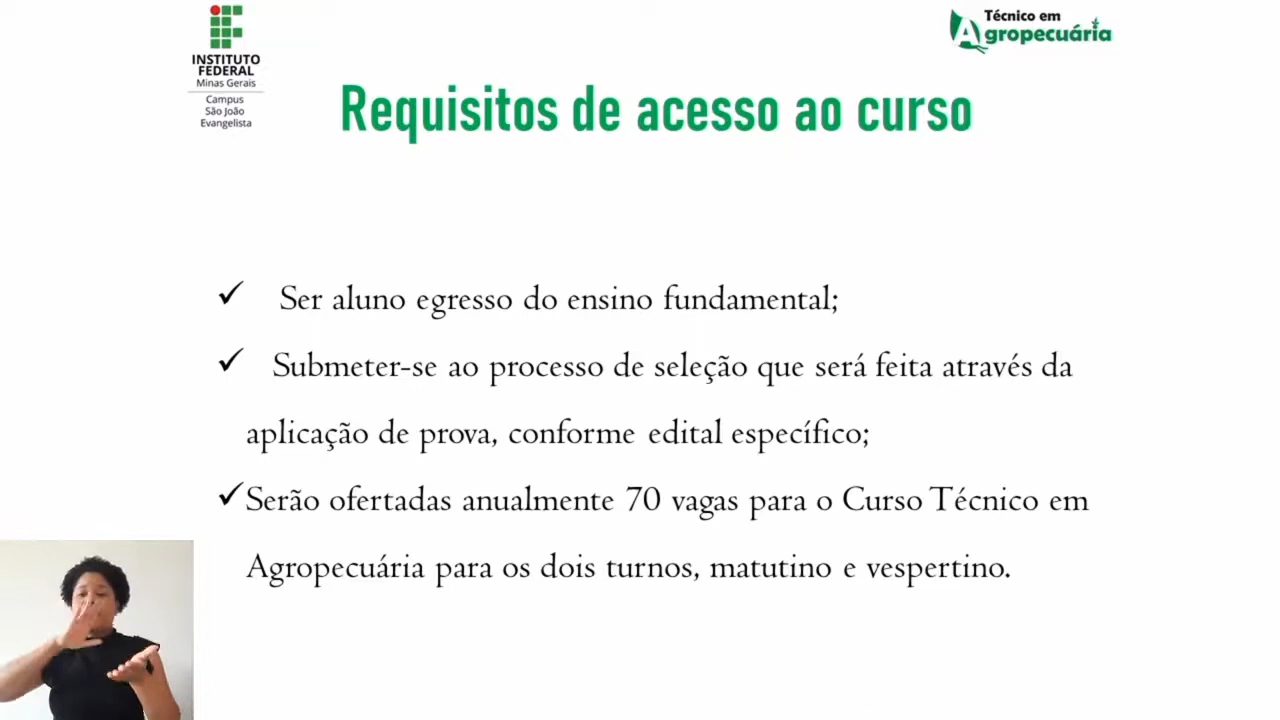 INSTITUTO
FEDERAL
Minas Gerais
Campus
São João
Evangelista
Técnico em
Agropecuária
Requisitos de acesso ao curso
Ser aluno egresso do ensino fundamental;
Submeter-se ao processo de seleção que será feita através da
aplicação de prova, conforme edital específico;
Serão ofertadas anualmente 70 vagas para o Curso Técnico em
Agropecuária para os dois turnos, matutino e vespertino.